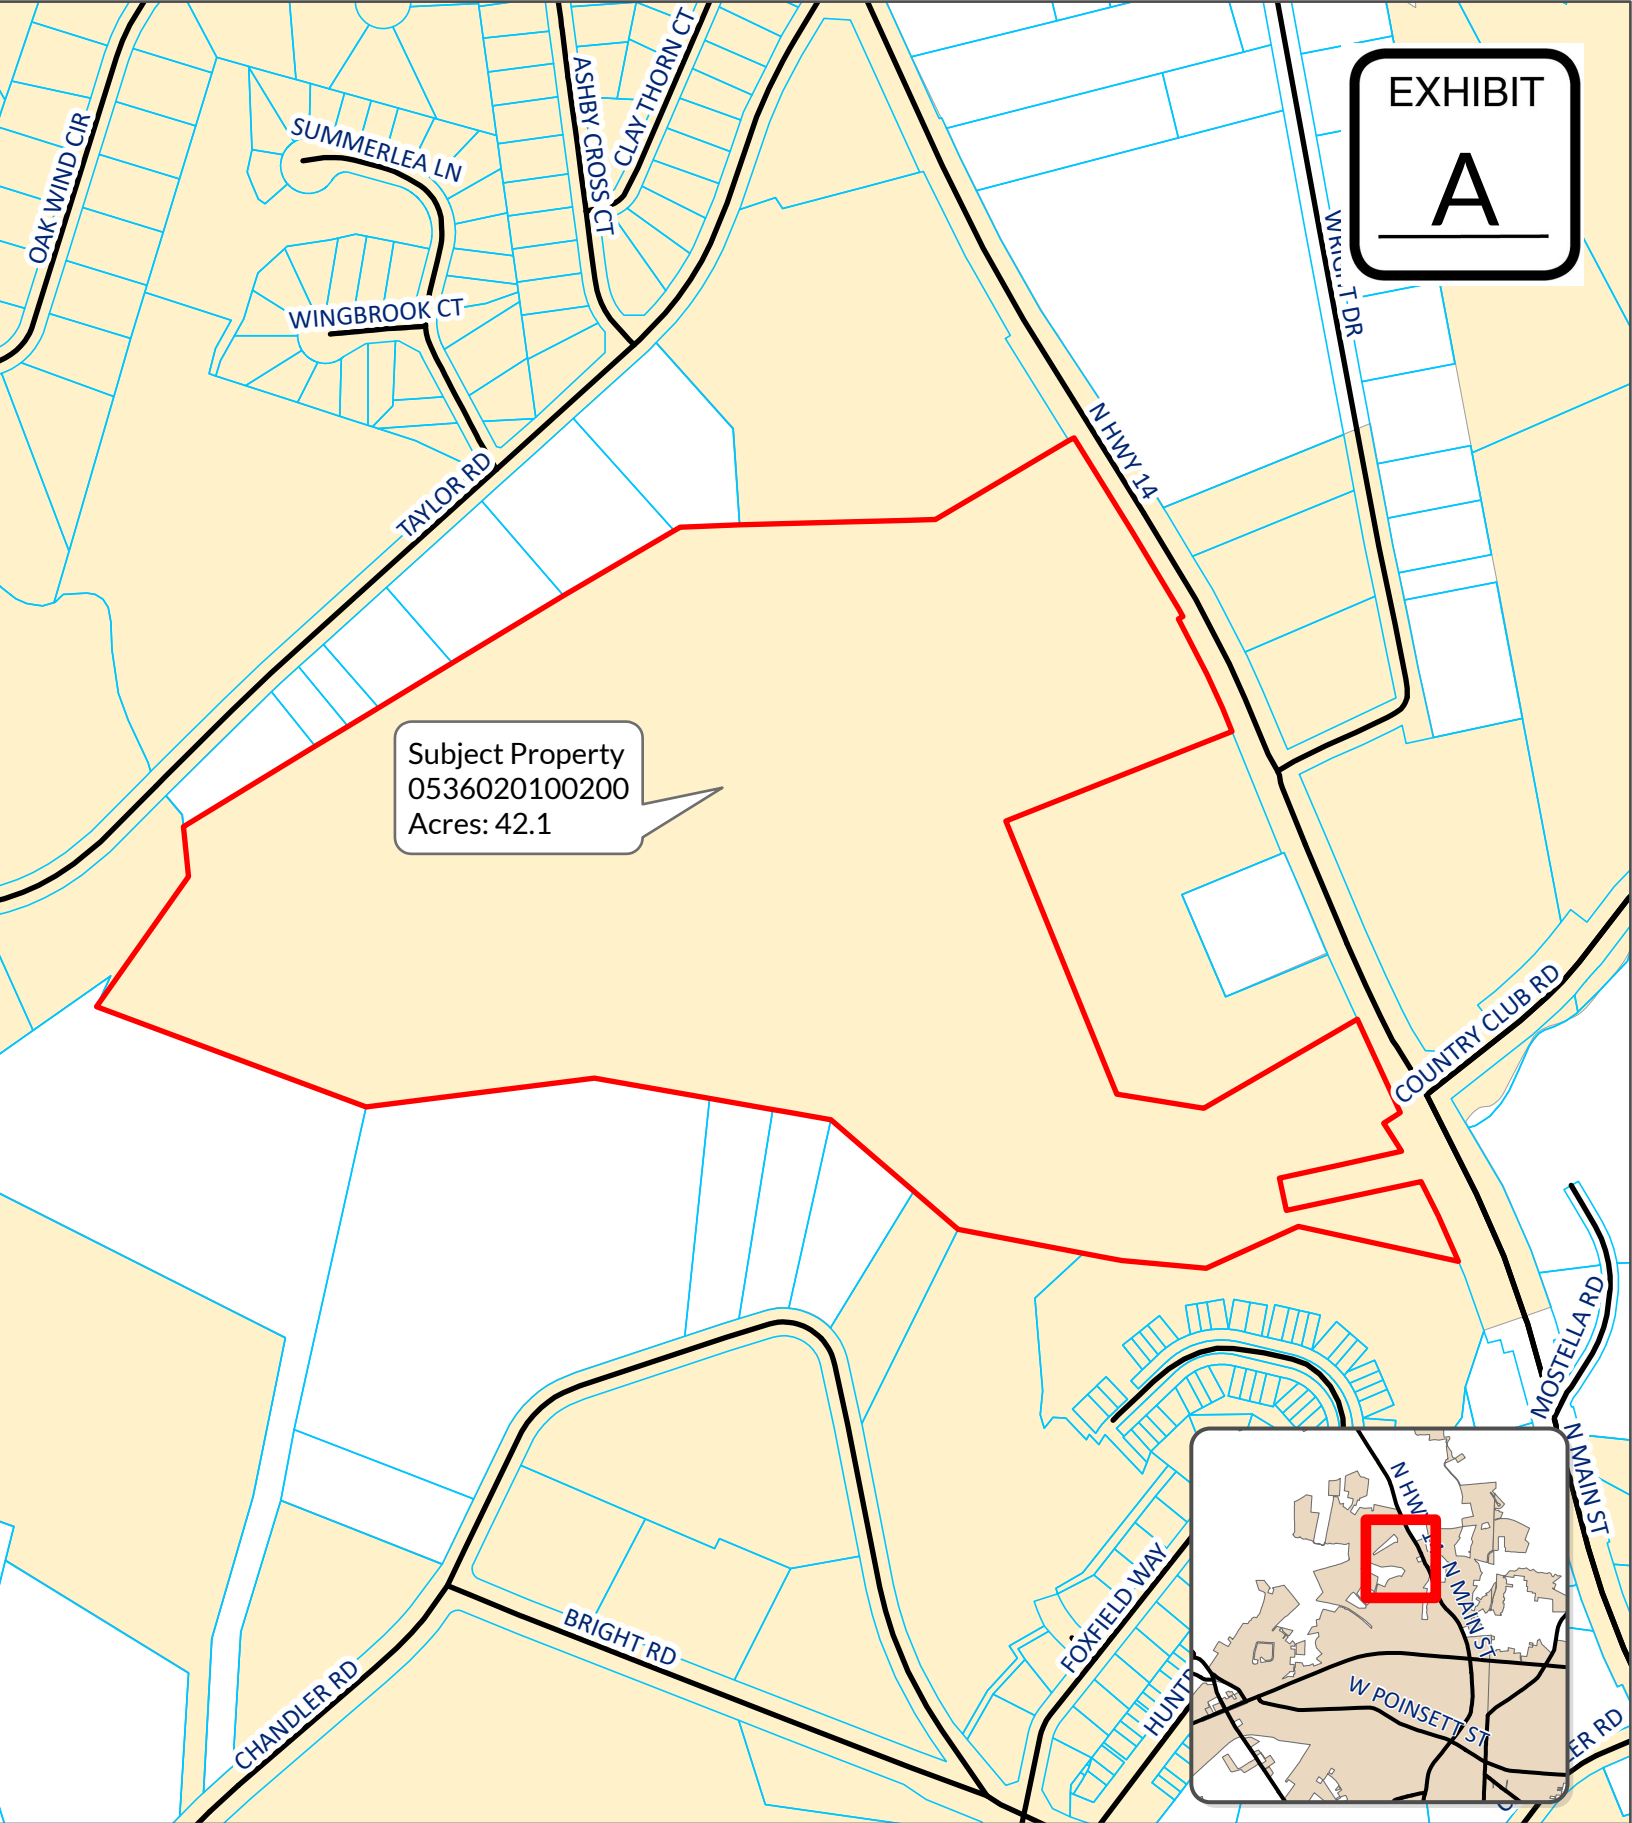 EXHIBIT
A
OAK WIND CIR
SUMMERLEA LN
WINGBROOK CT
ASHBY CROSS CT
CLAY THORN CT
TAYLOR RD
N HWY 14
DR
Subject Property
0536020100200
Acres: 42.1
COUNTRY CLUB RD
MOSTELLA RD
N MAIN ST
BRIGHT RD
CHANDLER RD
FOXFIELD WAY
N MAIN ST
W POINSETT ST
RD